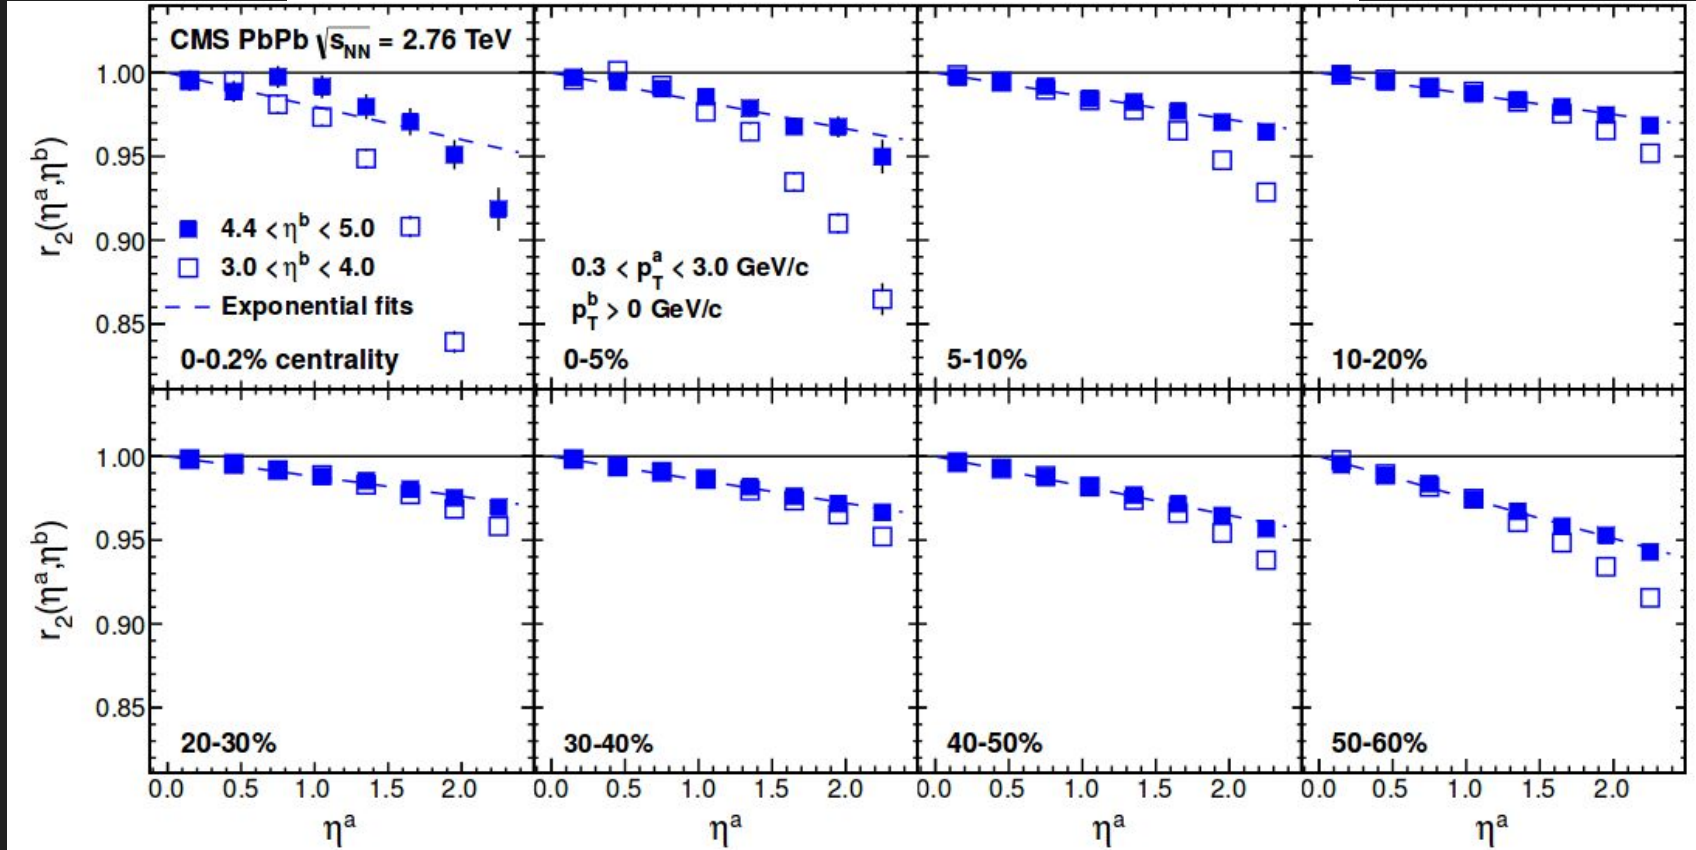 CMS PbPb √s_NN = 2.76 TeV
r₂(ηᵃ,ηᵇ)
1.00
0.95
0.90
0.85
4.4 < ηᵇ < 5.0
3.0 < ηᵇ < 4.0
Exponential fits
0-0.2% centrality
0.3 < p_T^a < 3.0 GeV/c
p_T^b > 0 GeV/c
0-5%
5-10%
10-20%
r₂(ηᵃ,ηᵇ)
1.00
0.95
0.90
0.85
20-30%
30-40%
40-50%
50-60%
0.0 0.5 1.0 1.5 2.0 0.0 0.5 1.0 1.5 2.0 0.0 0.5 1.0 1.5 2.0 0.0 0.5 1.0 1.5 2.0
ηᵃ ηᵃ ηᵃ ηᵃ